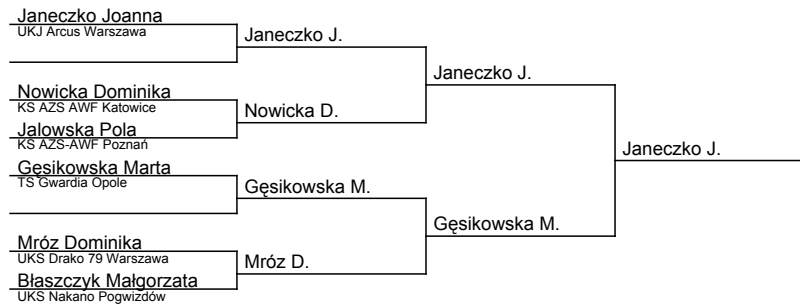 Janeczko Joanna
UKJ Arcus Warszawa
Janeczko J.
Janeczko J.
Nowicka Dominika
KS AZS AWF Katowice
Nowicka D.
Jalowska Pola
KS AZS-AWF Poznań
Janeczko J.
Gęsikowska Marta
TS Gwardia Opole
Gęsikowska M.
Gęsikowska M.
Mróz Dominika
UKS Drako 79 Warszawa
Mróz D.
Błaszczyk Małgorzata
UKS Nakano Pogwizdów